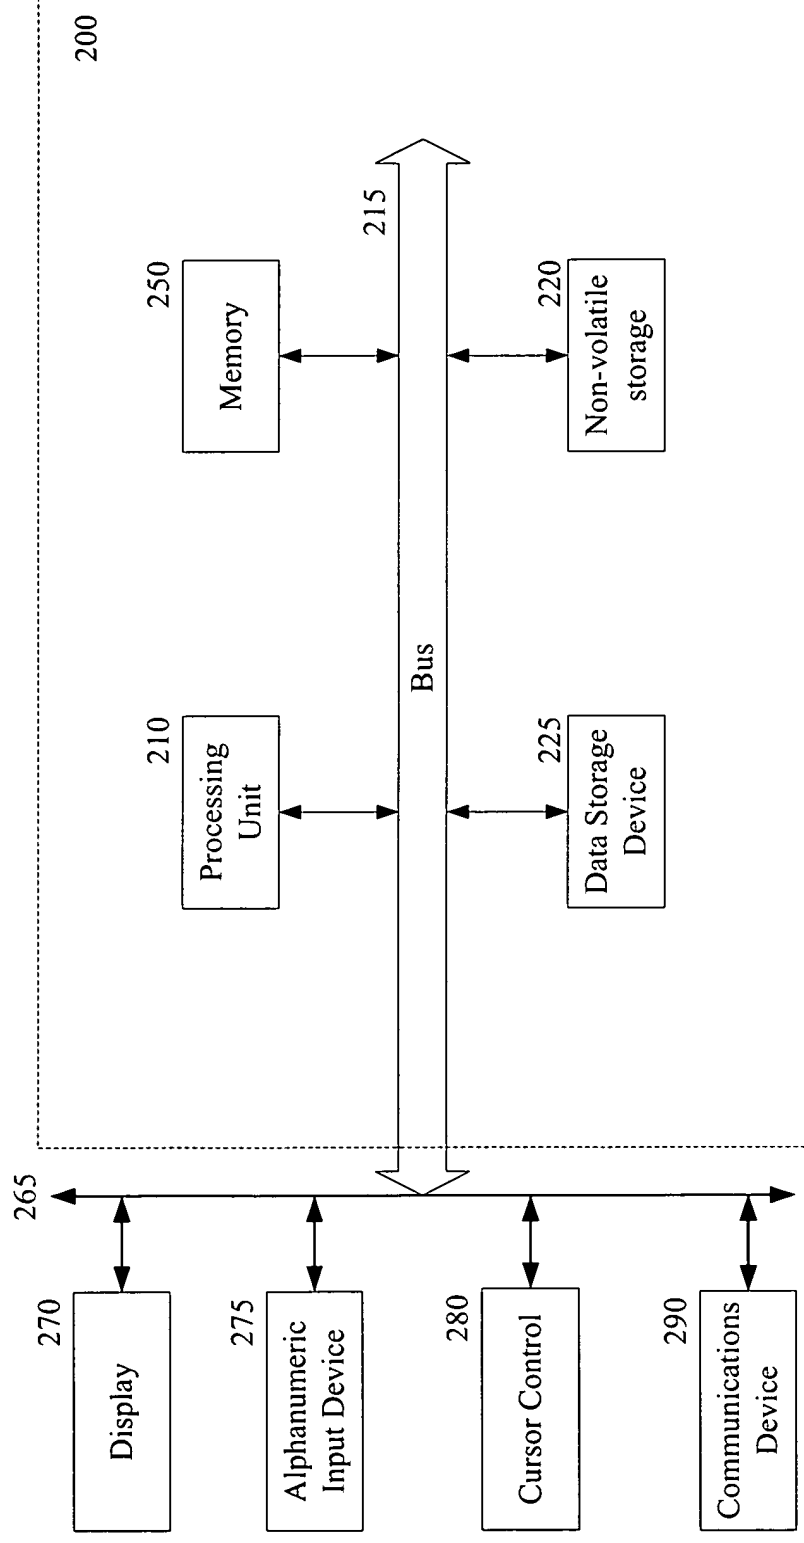 270
Display
275
Alphanumeric
Input Device
280
Cursor Control
290
Communications
Device
265
210
Processing
Unit
250
Memory
200
215
Bus
225
Data Storage
Device
220
Non-volatile
storage